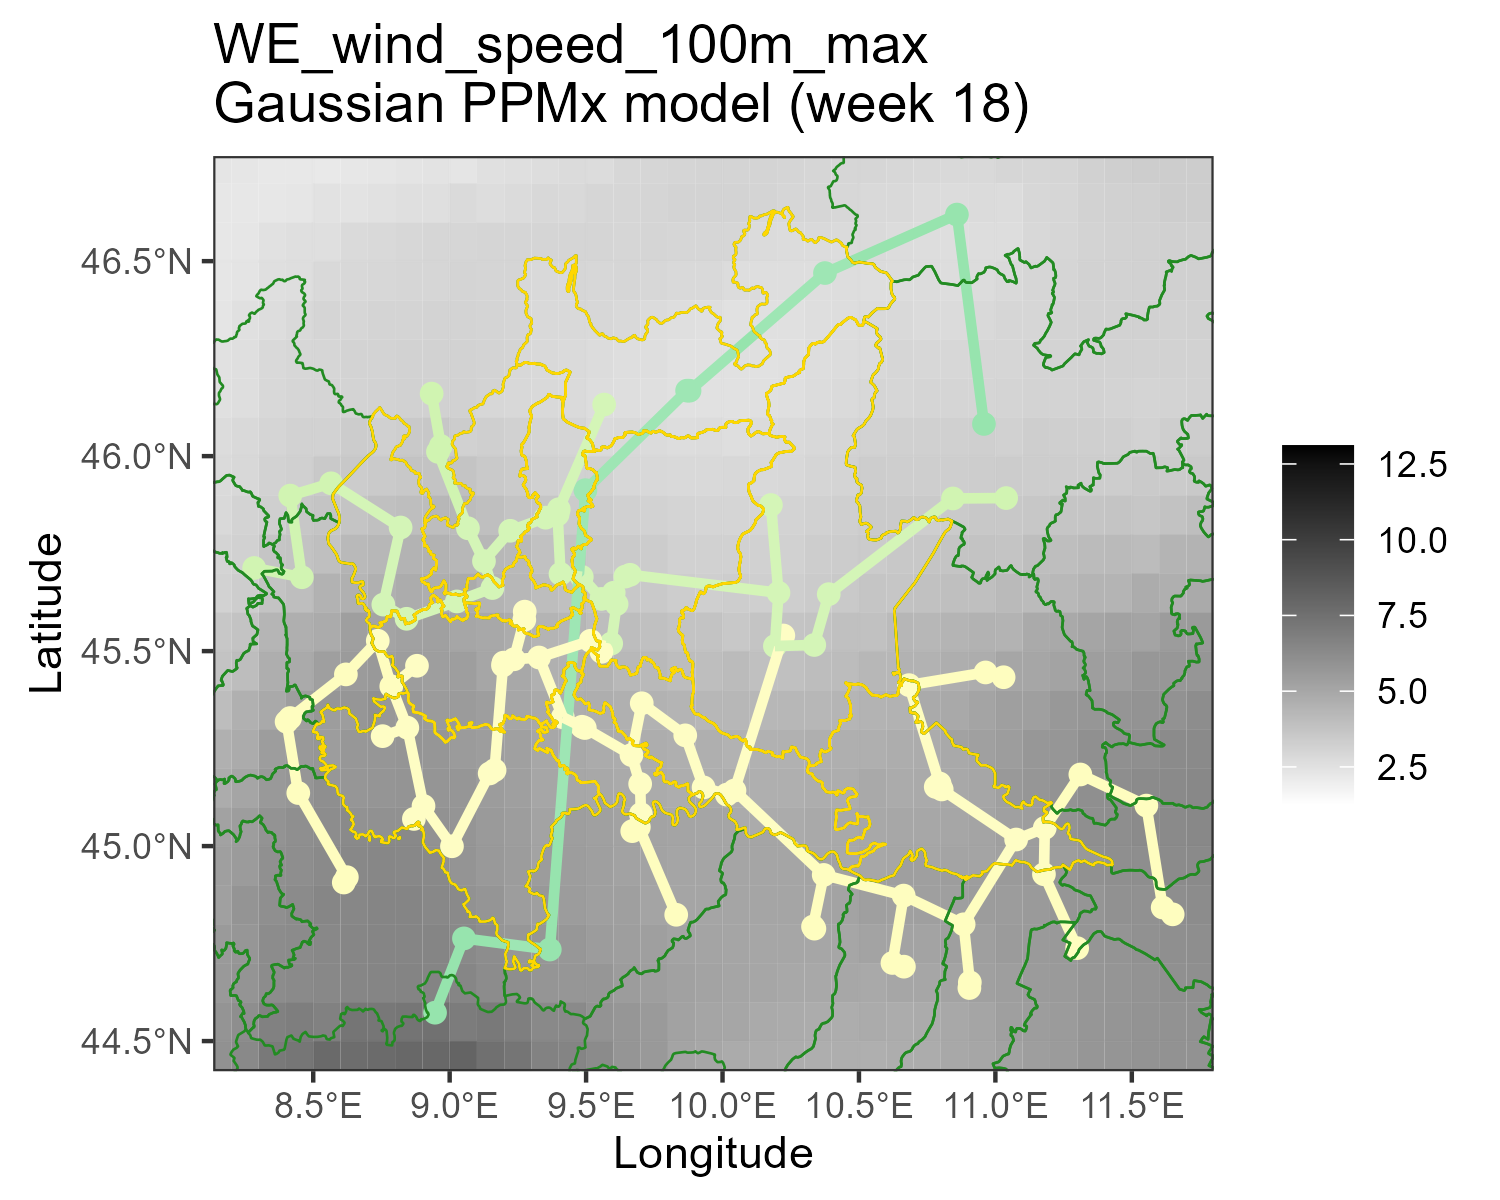 WE_wind_speed_100m_max
Gaussian PPMx model (week 18)
46.5°N
46.0°N
45.5°N
45.0°N
44.5°N
Latitude
8.5°E
9.0°E
9.5°E
10.0°E
10.5°E
11.0°E
11.5°E
Longitude
12.5
10.0
7.5
5.0
2.5